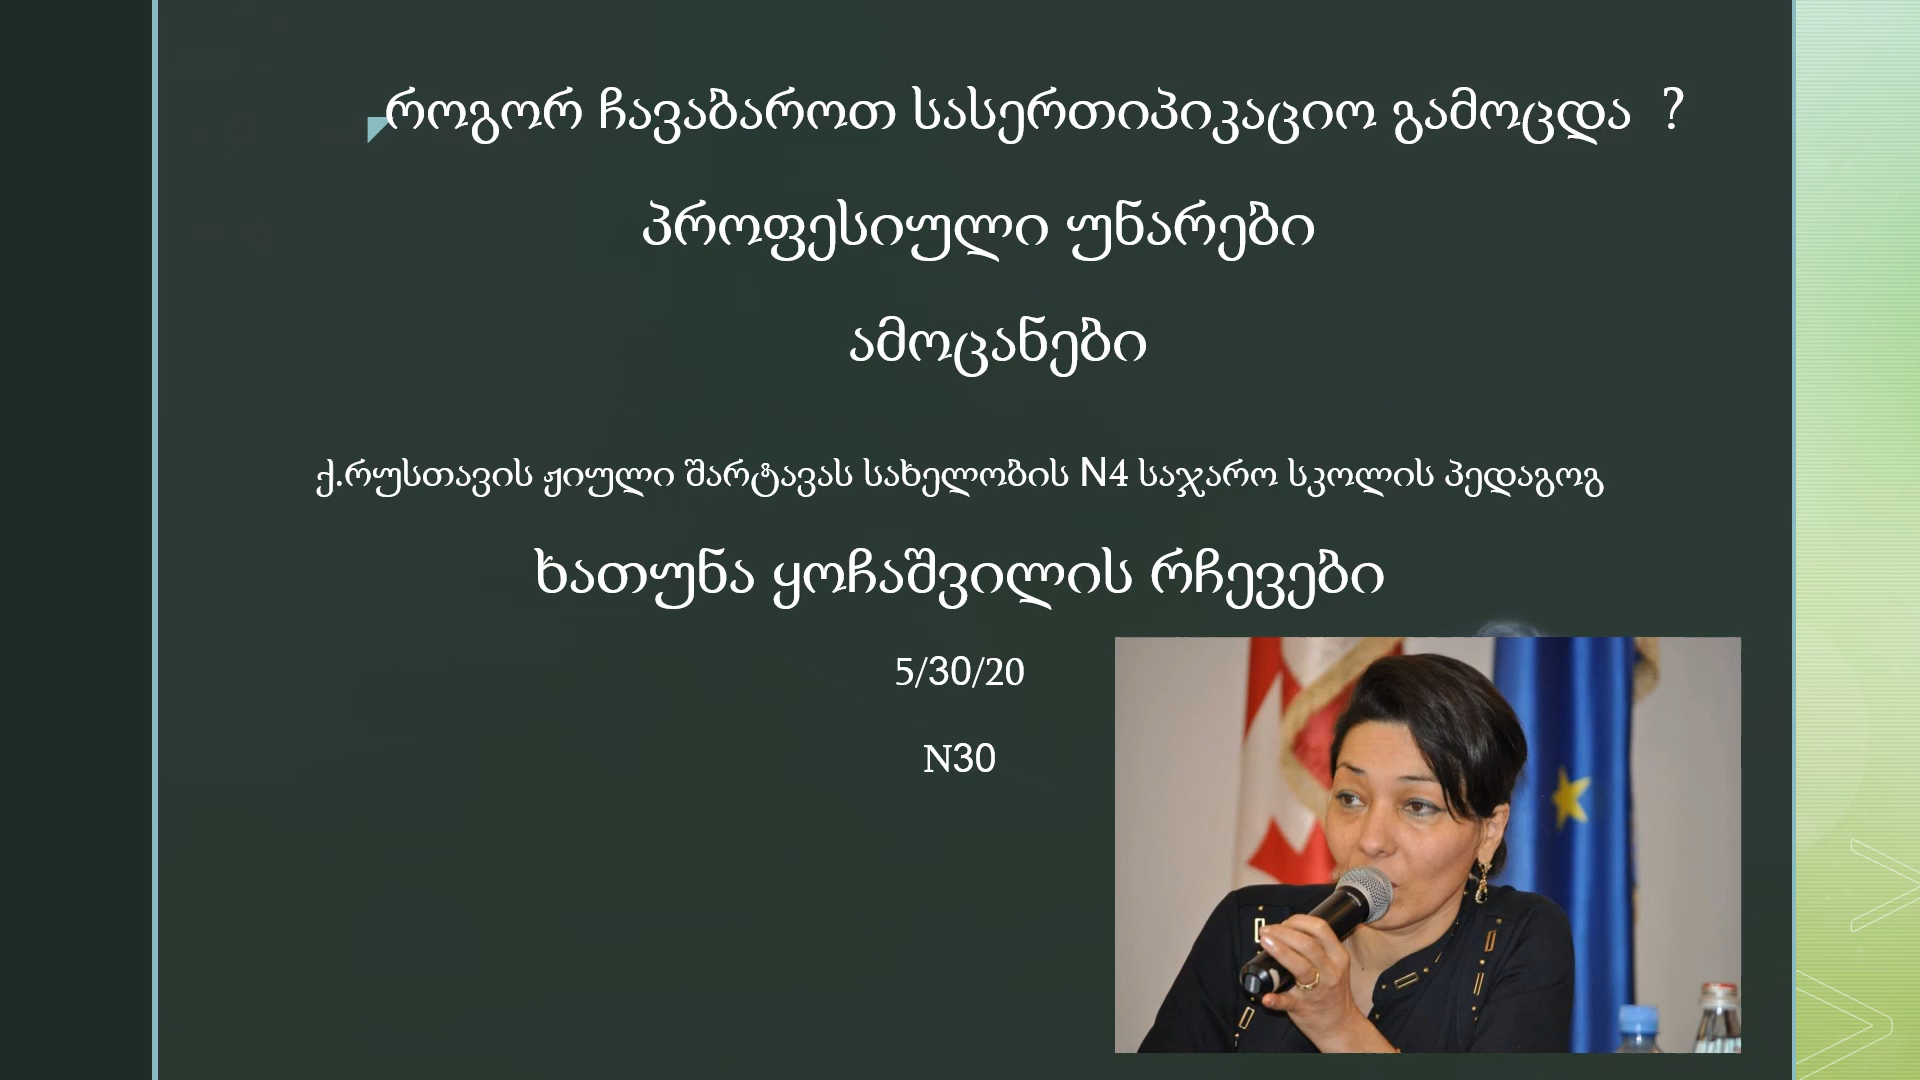 როგორ ჩავაბაროთ სასერთიპიკაციო გამოცდა ?
პროფესიული უნარები
ამოცანები
ქ.რუსთავის ჟიული შარტავას სახელობის N4 საჯარო სკოლის პედაგოგ
ხათუნა ყოჩაშვილის რჩევები
5/30/20
N30